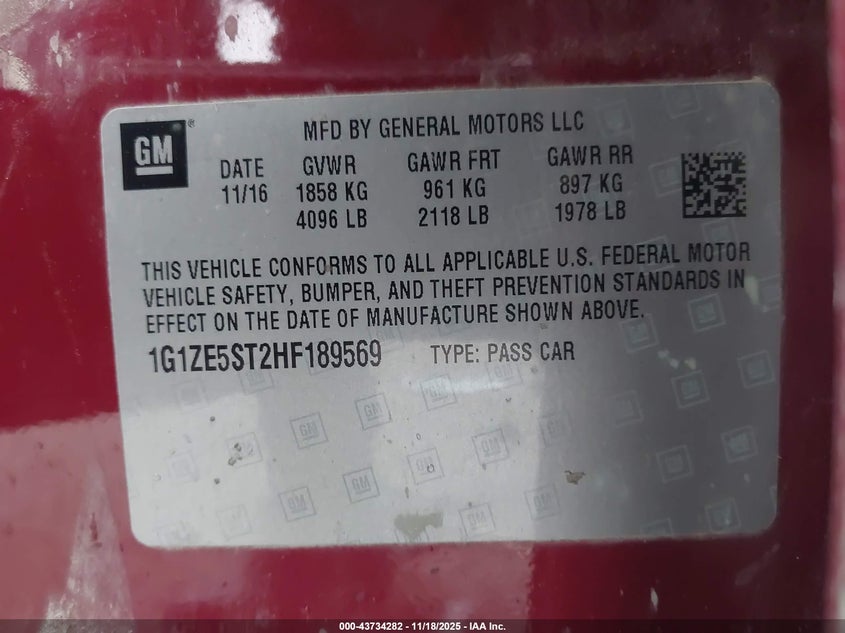 GM
®
MFD BY GENERAL MOTORS LLC
DATE GVWR GAWR FRT GAWR RR
11/16 1858 KG 961 KG 897 KG
4096 LB 2118 LB 1978 LB
THIS VEHICLE CONFORMS TO ALL APPLICABLE U.S. FEDERAL MOTOR
VEHICLE SAFETY, BUMPER, AND THEFT PREVENTION STANDARDS IN
EFFECT ON THE DATE OF MANUFACTURE SHOWN ABOVE.
1G1ZE5ST2HF189569 TYPE: PASS CAR
000-43734282 - 11/18/2025 - IAA Inc.